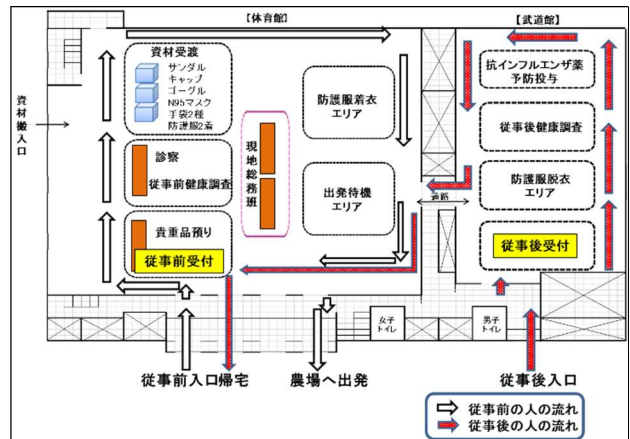 【体育館】
【武道館】
資材受渡
サンダル
キャップ
ゴーグル
N95マスク
手袋2種
防護服2着
資材搬入口
診察
従事前健康調査
貴重品預り
従事前受付
現地総務班
防護服着衣
エリア
出発待機
エリア
抗インフルエンザ薬
予防投与
従事後健康調査
防護服脱衣
エリア
通路
従事後受付
女子
トイレ
男子
トイレ
従事前入口
帰宅
農場へ出発
従事後入口
従事前の人の流れ
従事後の人の流れ